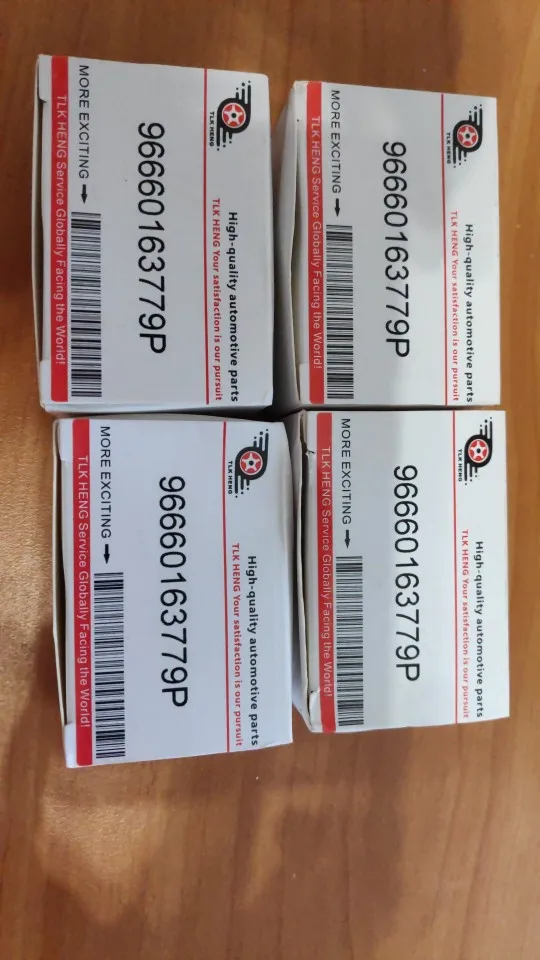 TLK HENG
High-quality automotive parts
TLK HENG Your satisfaction is our pursuit
96660163779P
MORE EXCITING
TLK HENG Service Globally Facing the World!
TLK HENG
High-quality automotive parts
TLK HENG Your satisfaction is our pursuit
96660163779P
MORE EXCITING
TLK HENG Service Globally Facing the World!
TLK HENG
High-quality automotive parts
TLK HENG Your satisfaction is our pursuit
96660163779P
MORE EXCITING
TLK HENG Service Globally Facing the World!
TLK HENG
High-quality automotive parts
TLK HENG Your satisfaction is our pursuit
96660163779P
MORE EXCITING
TLK HENG Service Globally Facing the World!